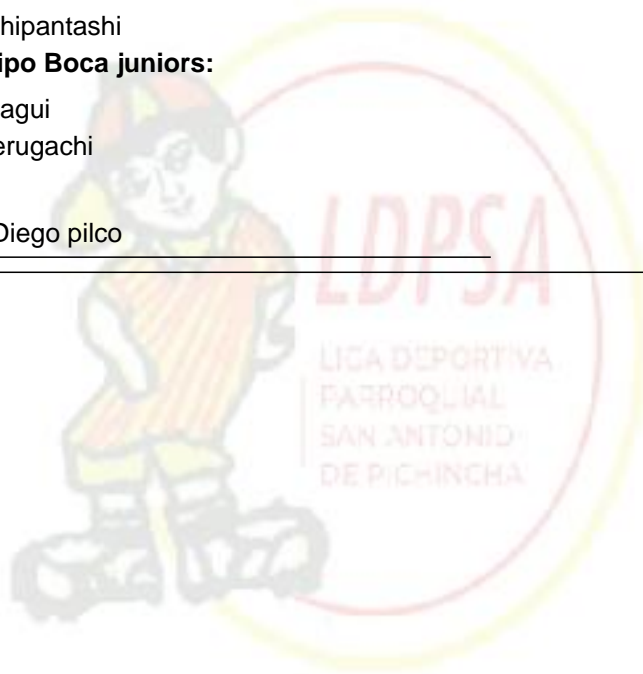 hipantashi
ipo Boca juniors:
agui
erugachi
Diego pilco
LDPSA
LIGA DEPORTIVA
PARROQUIAL
SAN ANTONIO
DE PICHINCHA